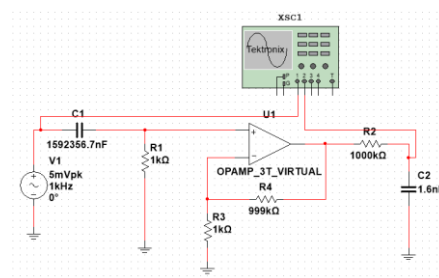 XSC1
Tektronix
P
G
1 2 3 4 T
C1
1592356.7nF
U1
R1
1kΩ
V1
5mVpk
1kHz
0°
OPAMP_3T_VIRTUAL
R2
1000kΩ
R4
999kΩ
C2
1.6n
R3
1kΩ